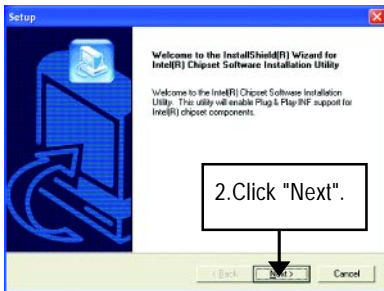 Setup
Welcome to the InstallShield(R) Wizard for
Intel(R) Chipset Software Installation Utility
Welcome to the Intel(R) Chipset Software Installation
Utility. This utility will enable Plug & Play INF support for
Intel(R) chipset components.
2.Click "Next".
< Back Next > Cancel